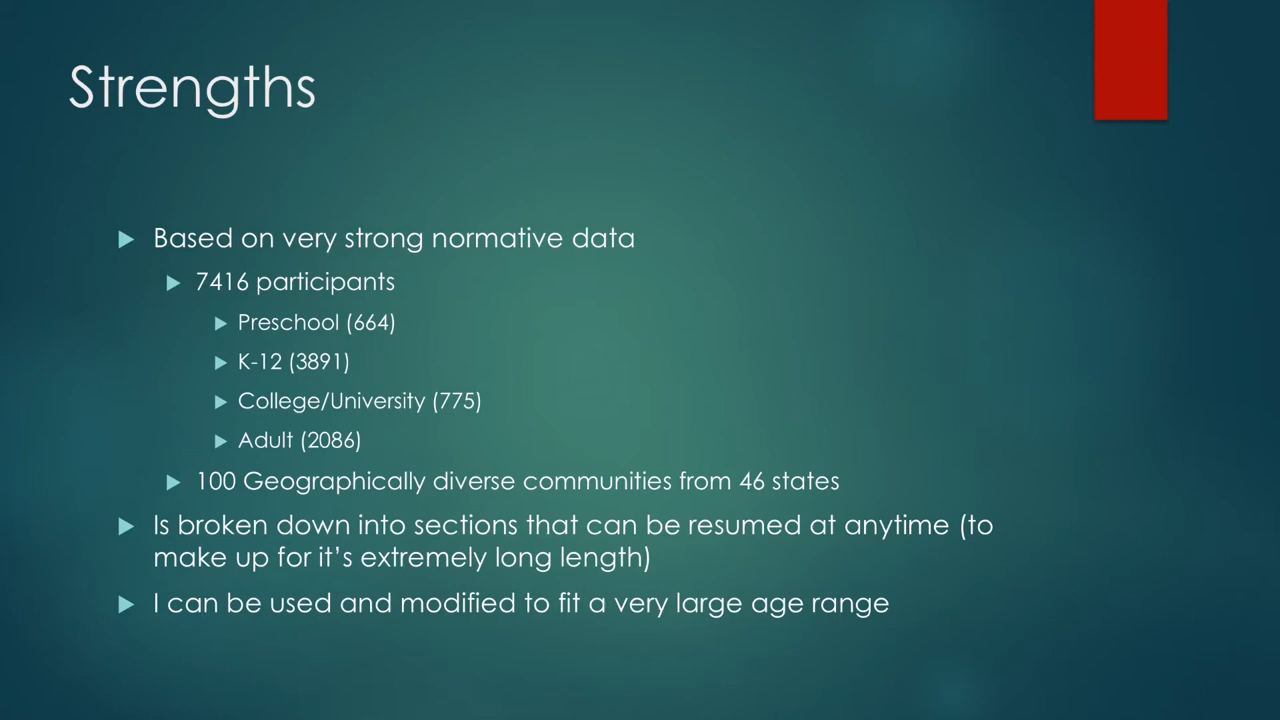 Strengths
Based on very strong normative data
7416 participants
Preschool (664)
K-12 (3891)
College/University (775)
Adult (2086)
100 Geographically diverse communities from 46 states
Is broken down into sections that can be resumed at anytime (to
make up for it’s extremely long length)
I can be used and modified to fit a very large age range